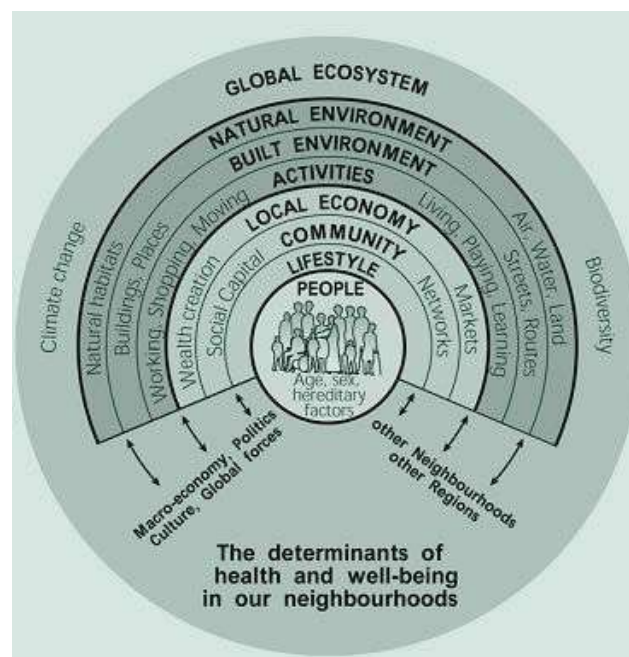 GLOBAL ECOSYSTEM
NATURAL ENVIRONMENT
BUILT ENVIRONMENT
ACTIVITIES
LOCAL ECONOMY
COMMUNITY
LIFESTYLE
PEOPLE
Age, sex,
hereditary
factors
Climate change
Natural habitats
Buildings, Places
Working, Shopping, Moving
Wealth creation
Social Capital
Networks
Markets
Living, Playing, Learning
Streets, Routes
Air, Water, Land
Biodiversity
Macro-economy, Politics
Culture, Global forces
other Neighbourhoods
other Regions
The determinants of
health and well-being
in our neighbourhoods